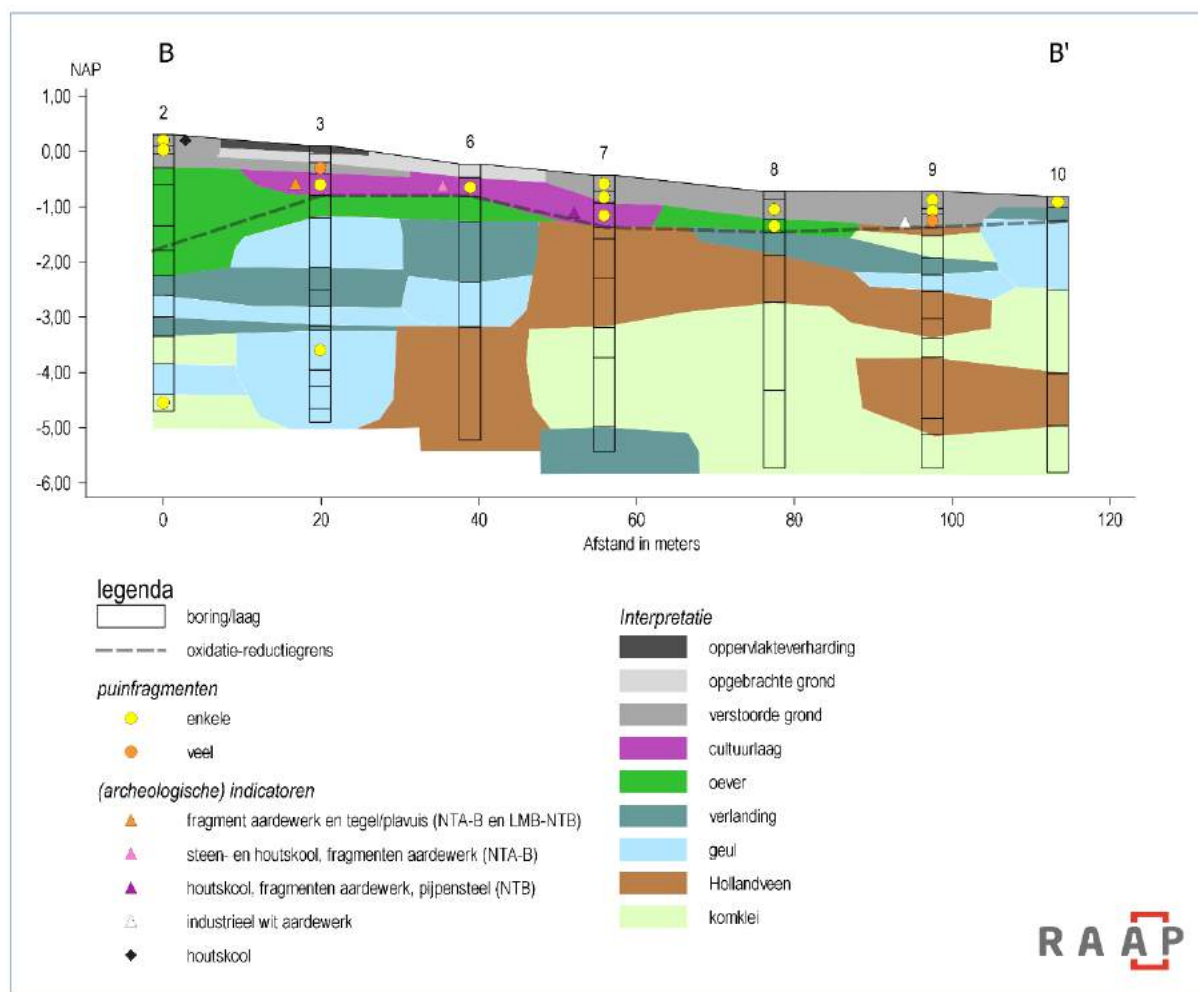 B B'
NAP
1,00
0,00
-1,00
-2,00
-3,00
-4,00
-5,00
-6,00
2 3 6 7 8 9 10
0 20 40 60 80 100 120
Afstand in meters
legenda
boring/laag
oxidatie-reductiegrens
puinfragmenten
enkele
veel
(archeologische) indicatoren
fragment aardewerk en tegel/plavuis (NTA-B en LMB-NTB)
steen- en houtskool, fragmenten aardewerk (NTA-B)
houtskool, fragmenten aardewerk, pijpensteel (NTB)
industrieel wit aardewerk
houtskool
Interpretatie
oppervlakteverharding
opgebrachte grond
verstoorde grond
cultuurlaag
oever
verlanding
geul
Hollandveen
komklei
RAAP